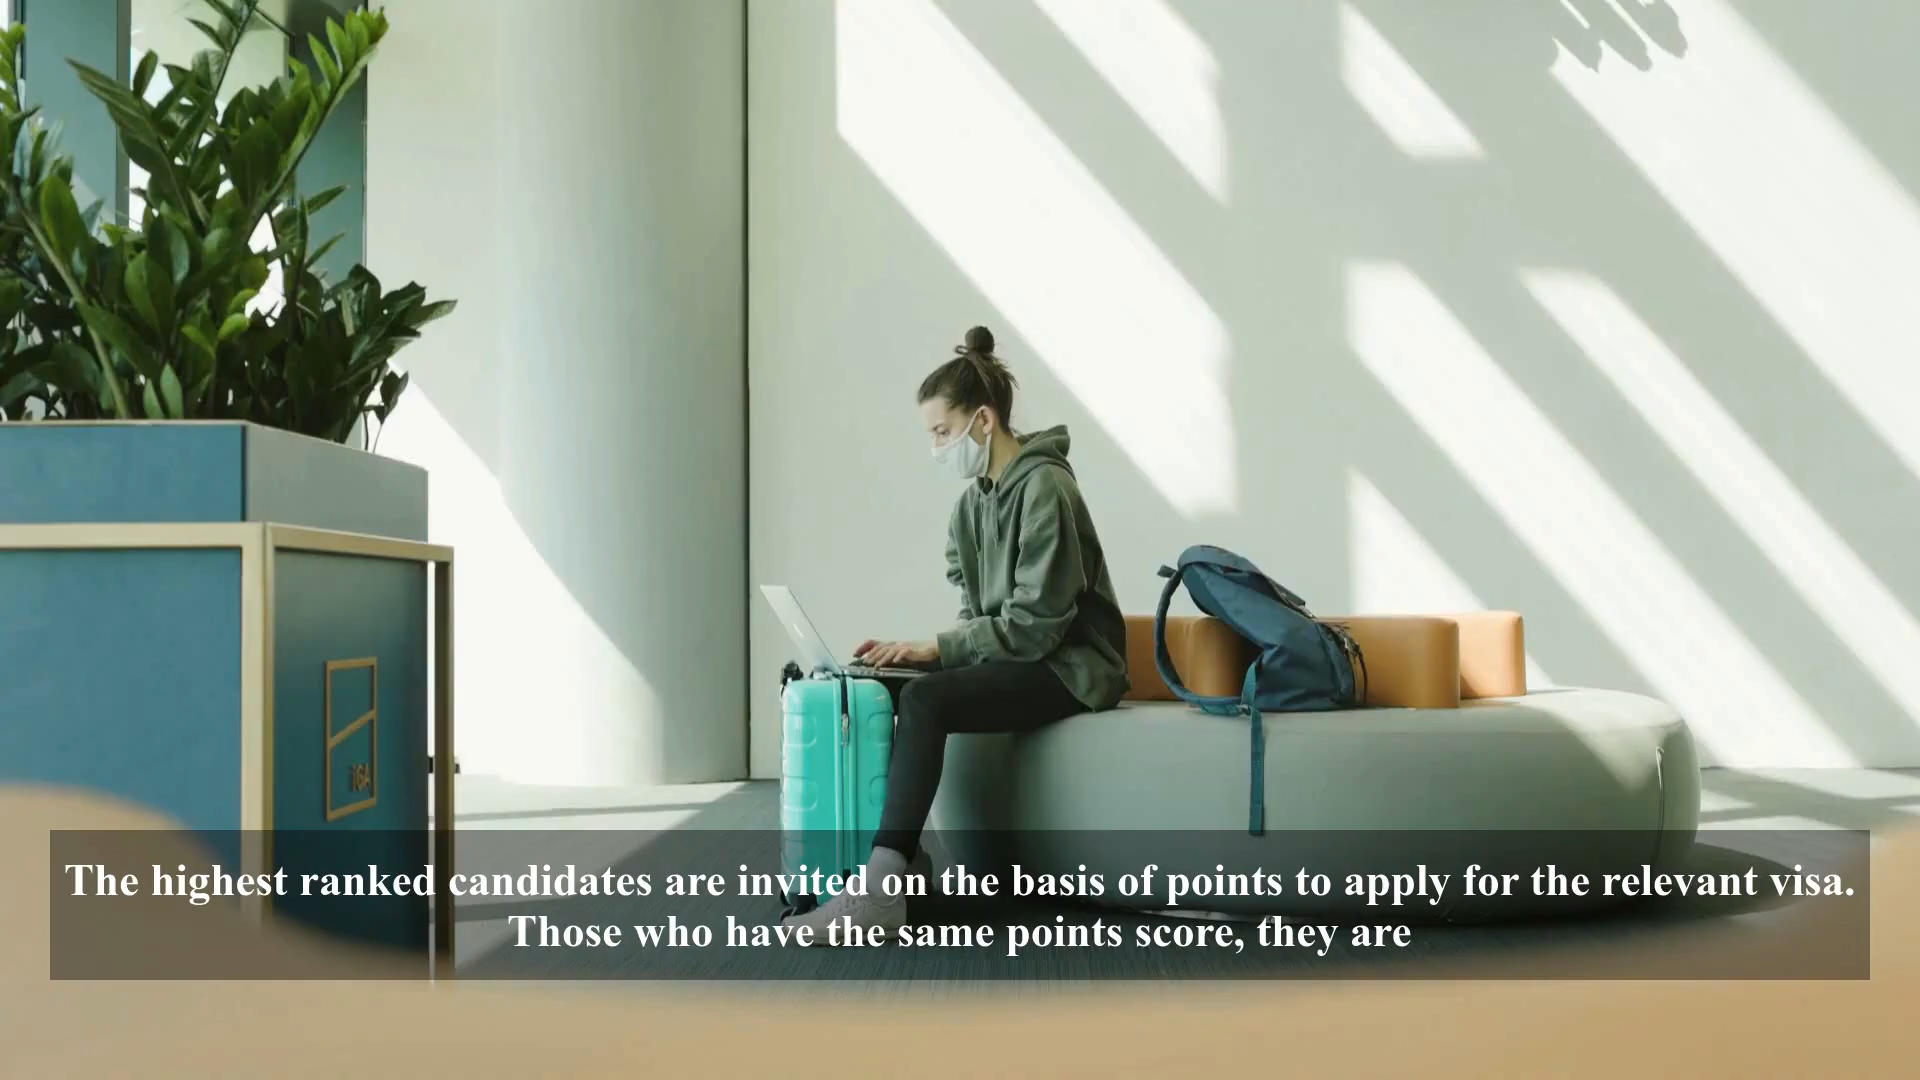 iGA
The highest ranked candidates are invited on the basis of points to apply for the relevant visa.
Those who have the same points score, they are